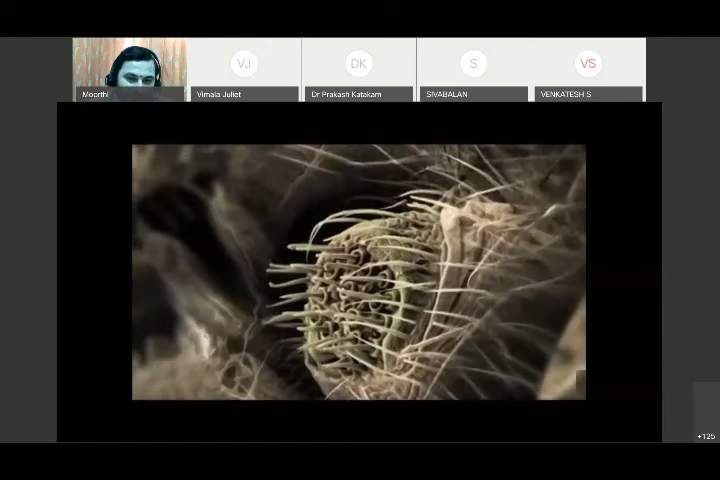 VJ
DK
S
VS
Moorthi
Vimala Juliet
Dr Prakash Katakam
SIVABALAN
VENKATESH S
+125